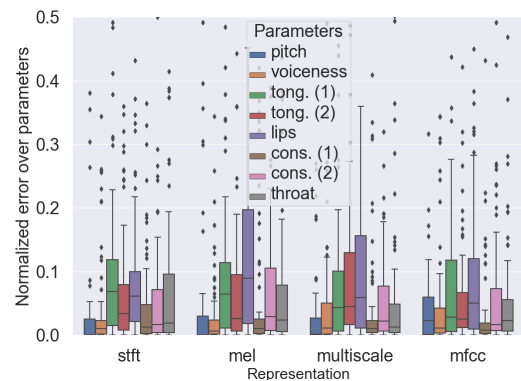 Normalized error over parameters
0.5
0.4
0.3
0.2
0.1
0.0
Parameters
pitch
voiceness
tong. (1)
tong. (2)
lips
cons. (1)
cons. (2)
throat
stft
mel
multiscale
mfcc
Representation